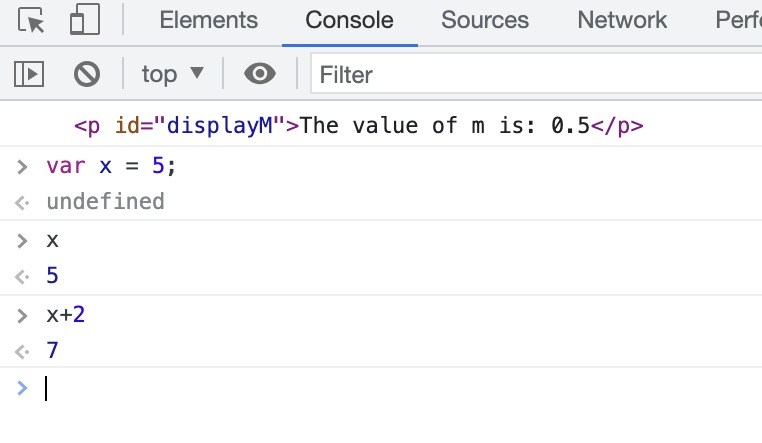 Elements Console Sources Network Perfo
top ▼ Filter
<p id="displayM">The value of m is: 0.5</p>
> var x = 5;
<· undefined
> x
<· 5
> x+2
<· 7
>